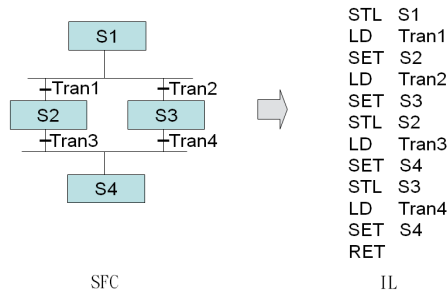 S1
Tran1
Tran2
S2
S3
Tran3
Tran4
S4
SFC
STL S1
LD Tran1
SET S2
LD Tran2
SET S3
STL S2
LD Tran3
SET S4
STL S3
LD Tran4
SET S4
RET
IL